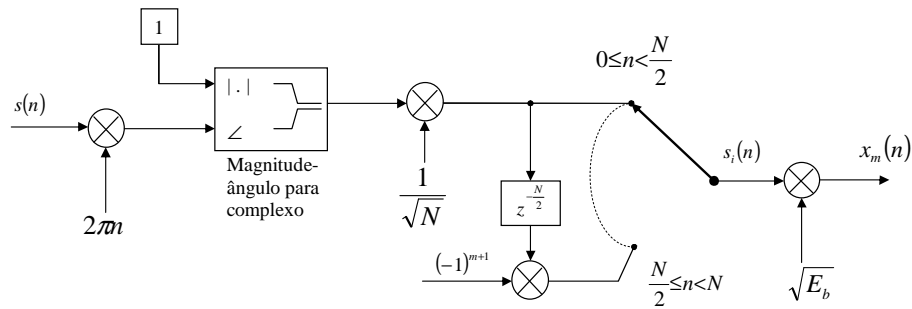 1
0≤n<N/2
s(n)
|.|
∠
s_i(n)
x_m(n)
Magnitude-
ângulo para
complexo
1/√N
z^{-N/2}
2πn
(-1)^{m+1}
N/2≤n<N
√E_b